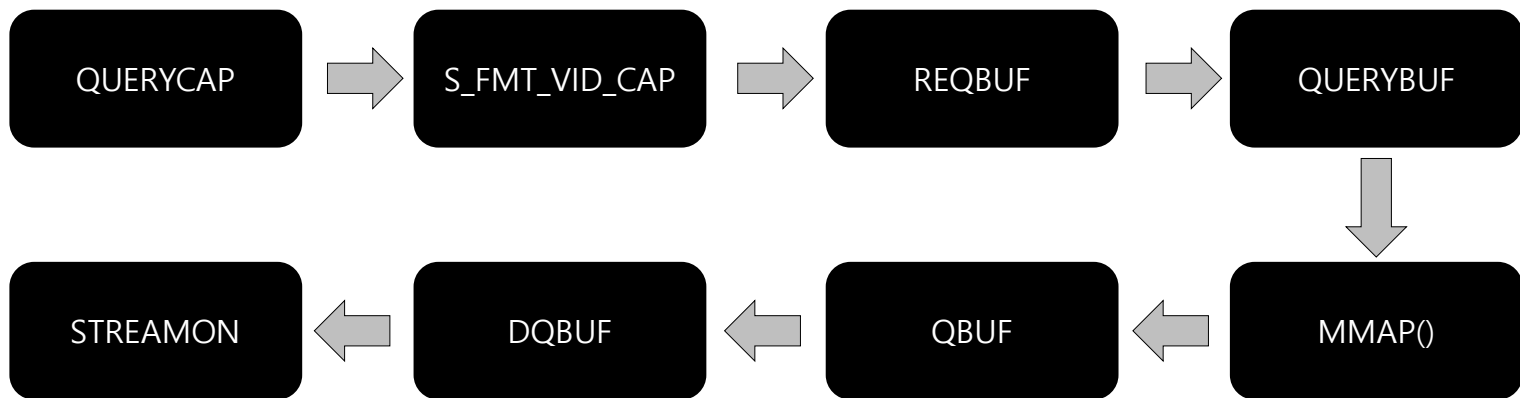 QUERYCAP
S_FMT_VID_CAP
REQBUF
QUERYBUF
MMAP()
QBUF
DQBUF
STREAMON